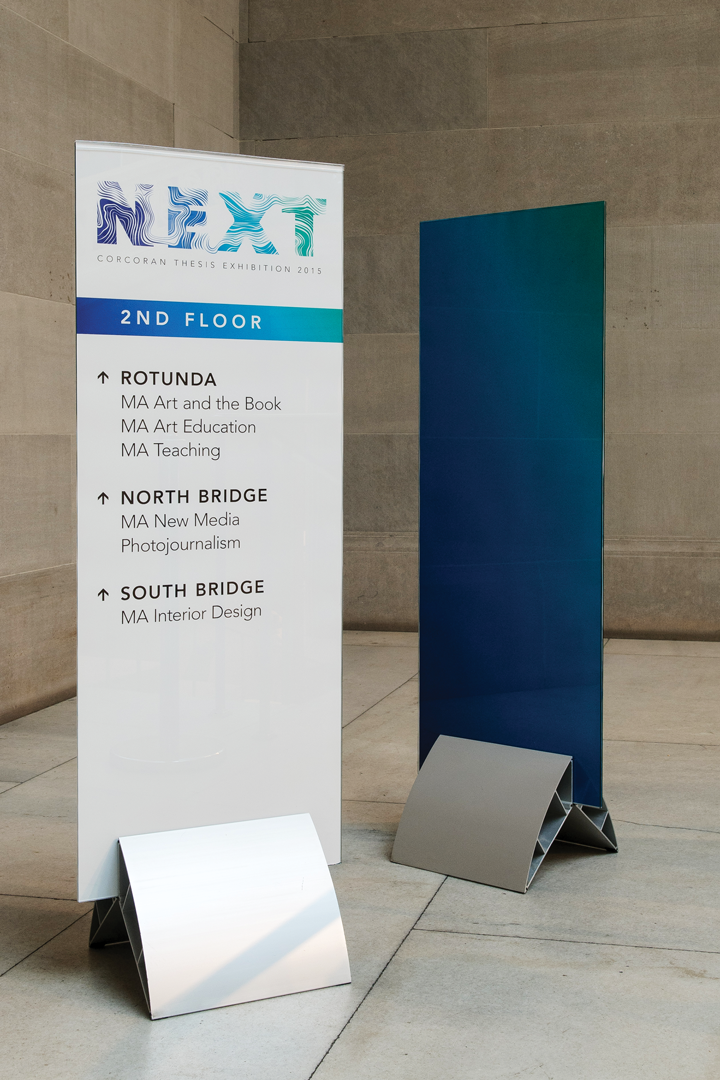 NEXT
CORCORAN THESIS EXHIBITION 2015
2ND FLOOR
↑ ROTUNDA
MA Art and the Book
MA Art Education
MA Teaching
↑ NORTH BRIDGE
MA New Media
Photojournalism
↑ SOUTH BRIDGE
MA Interior Design